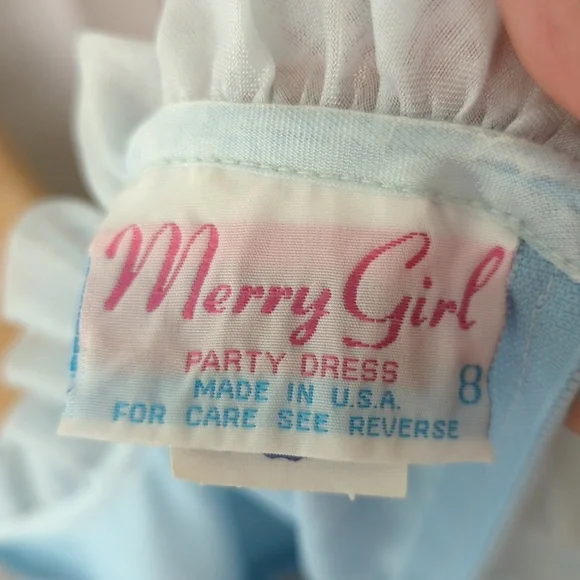 Merry Girl
PARTY DRESS
MADE IN U.S.A. 8
FOR CARE SEE REVERSE